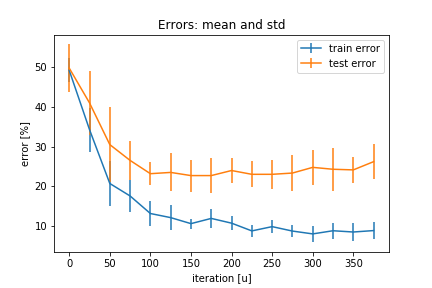 Errors: mean and std
train error
test error
error [%]
50
40
30
20
10
0 50 100 150 200 250 300 350
iteration [u]